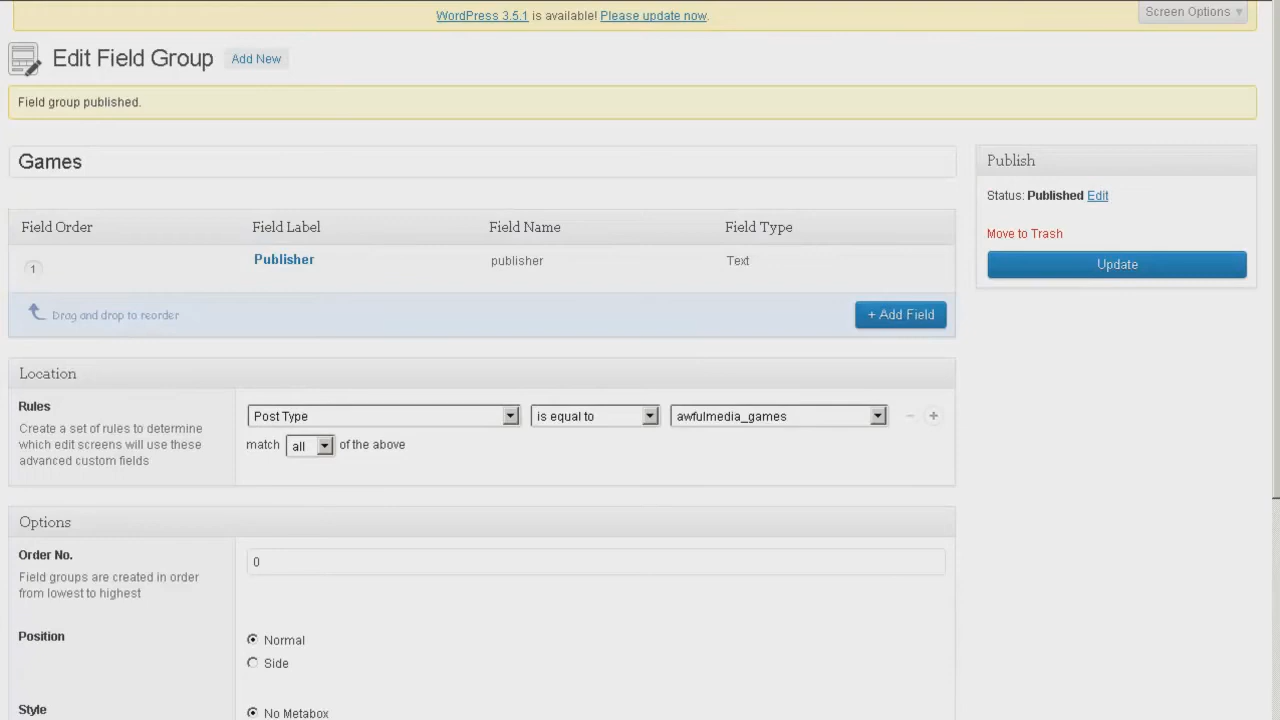 WordPress 3.5.1 is available! Please update now.
Screen Options
Edit Field Group Add New
Field group published.
Games
Publish
Status: Published Edit
Move to Trash
Update
Field Order Field Label Field Name Field Type
1 Publisher publisher Text
Drag and drop to reorder
+ Add Field
Location
Rules
Create a set of rules to determine
which edit screens will use these
advanced custom fields
Post Type is equal to awfulmedia_games
match all of the above
Options
Order No.
Field groups are created in order
from lowest to highest
0
Position
Normal
Side
Style
No Metabox